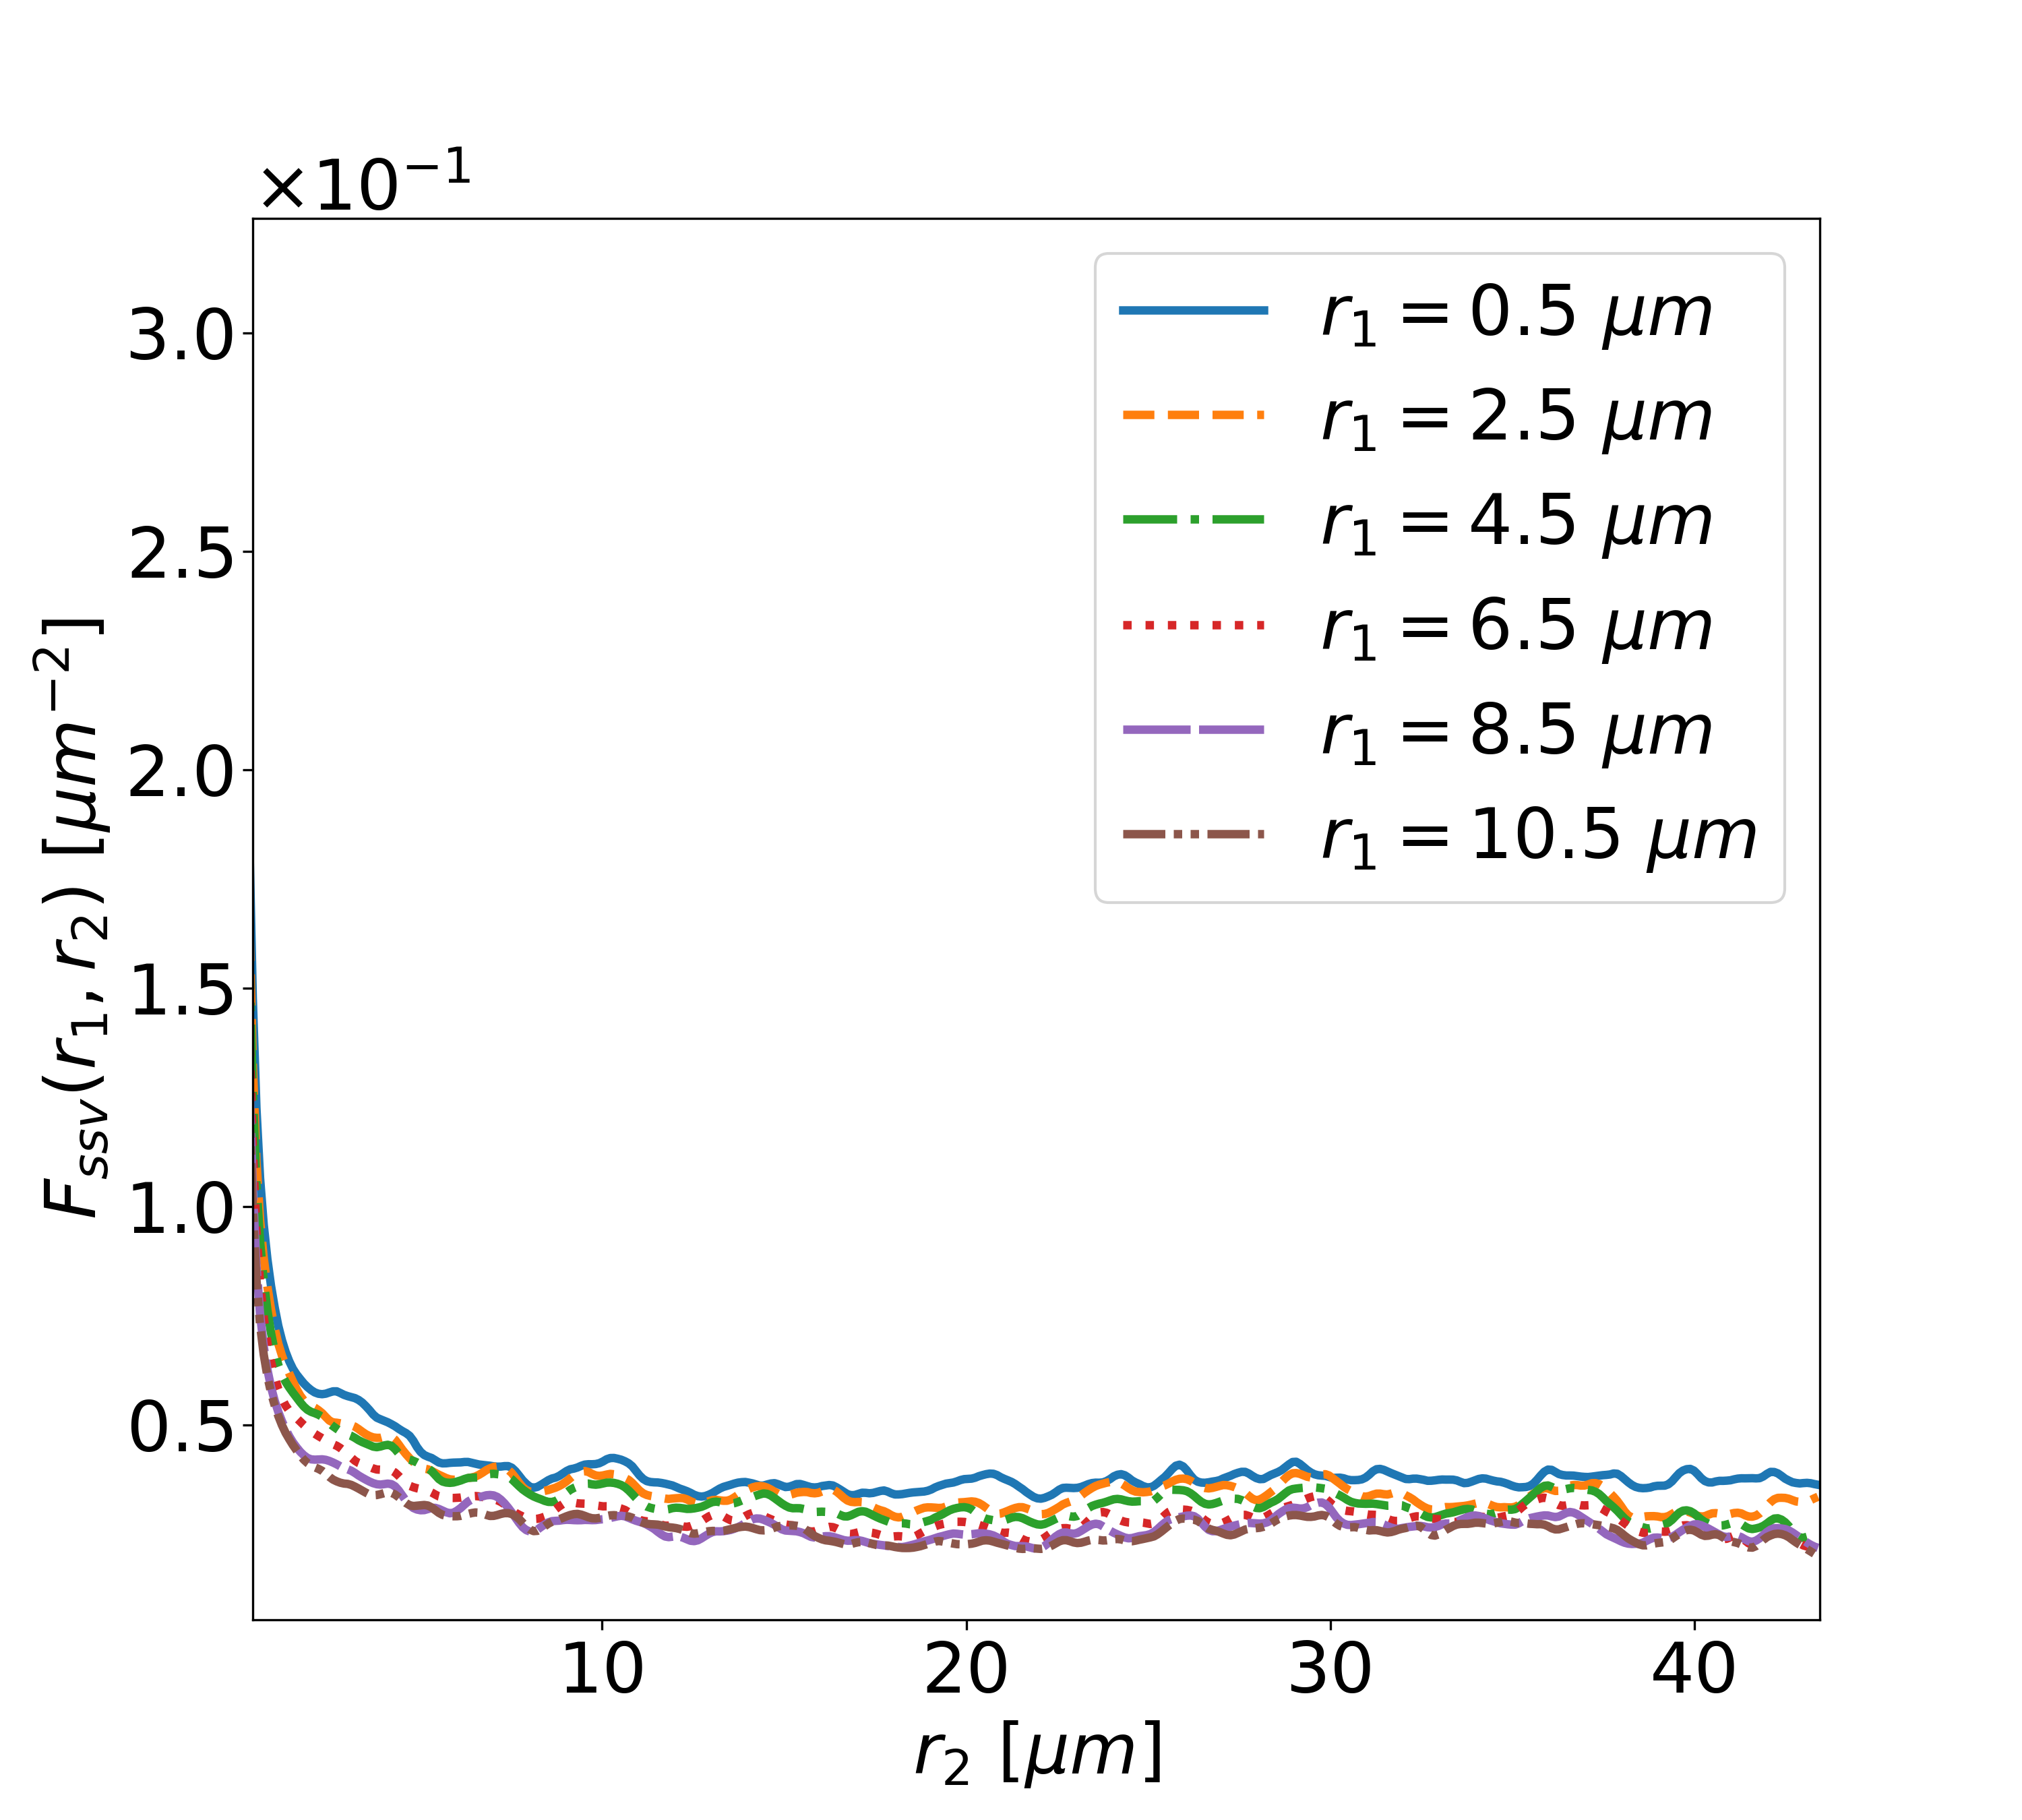 ×10⁻¹
3.0
2.5
2.0
1.5
1.0
0.5
F_{ssv}(r₁, r₂) [μm⁻²]
r₁ = 0.5 μm
r₁ = 2.5 μm
r₁ = 4.5 μm
r₁ = 6.5 μm
r₁ = 8.5 μm
r₁ = 10.5 μm
10 20 30 40
r₂ [μm]